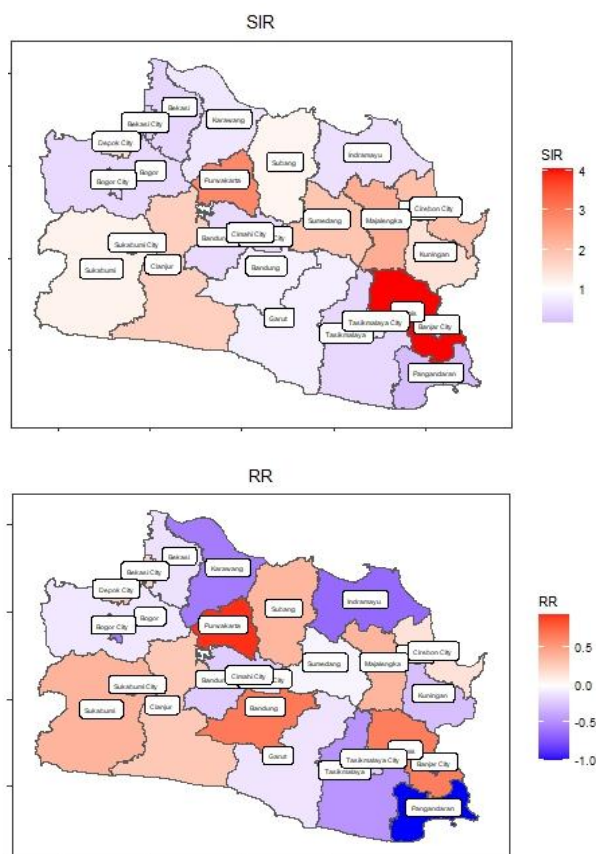 SIR
Bekasi
Bekasi City
Karawang
Depok City
Subang
Indramayu
Bogor
Bogor City
Purwakarta
Cirebon City
Sumedang
Majalengka
Sukabumi City
Cimahi City
City
Kuningan
Cianjur
Bandung
Sukabumi
Garut
Tasikmalaya City
Tasikmalaya
Banjar City
Pangandaran
SIR
4
3
2
1
RR
Bekasi
Bekasi City
Karawang
Depok City
Subang
Indramayu
Bogor
Bogor City
Purwakarta
Cirebon City
Sumedang
Majalengka
Sukabumi City
Cimahi City
City
Kuningan
Cianjur
Bandung
Sukabumi
Garut
Tasikmalaya City
Tasikmalaya
Banjar City
Pangandaran
RR
0.5
0.0
-0.5
-1.0